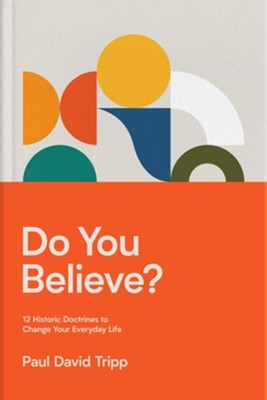 Do You
Believe?
12 Historic Doctrines to
Change Your Everyday Life
Paul David Tripp